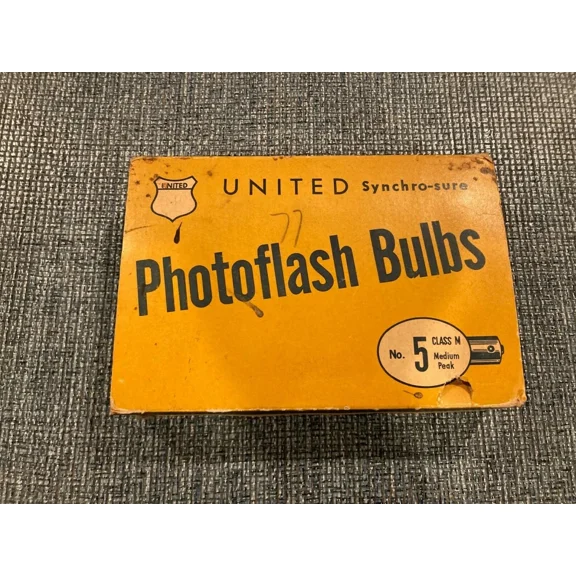 UNITED
UNITED Synchro-sure
77
Photoflash Bulbs
No. 5 CLASS M
Medium
Peak